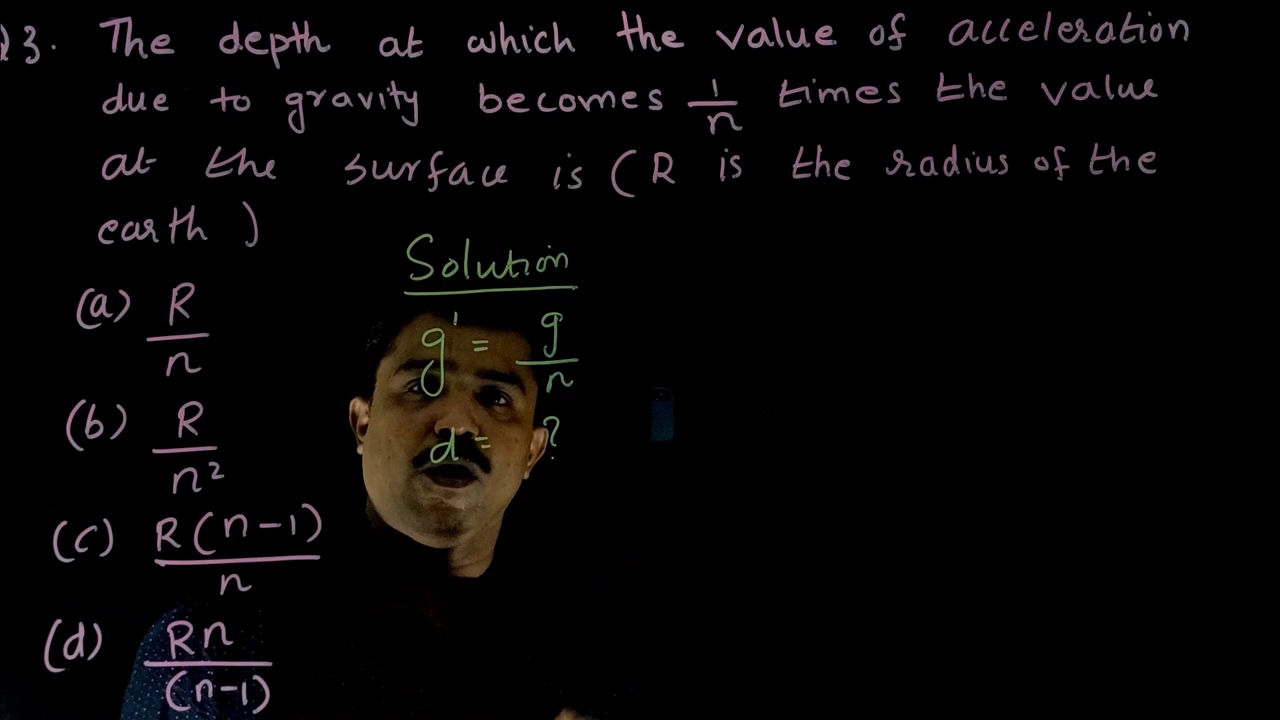 3. The depth at which the value of acceleration
due to gravity becomes 1/n times the value
at the surface is (R is the radius of the
earth)
Solution
(a) R/n
g' = g/n
(b) R/n²
d = ?
(c) R(n-1)/n
(d) Rn/(n-1)